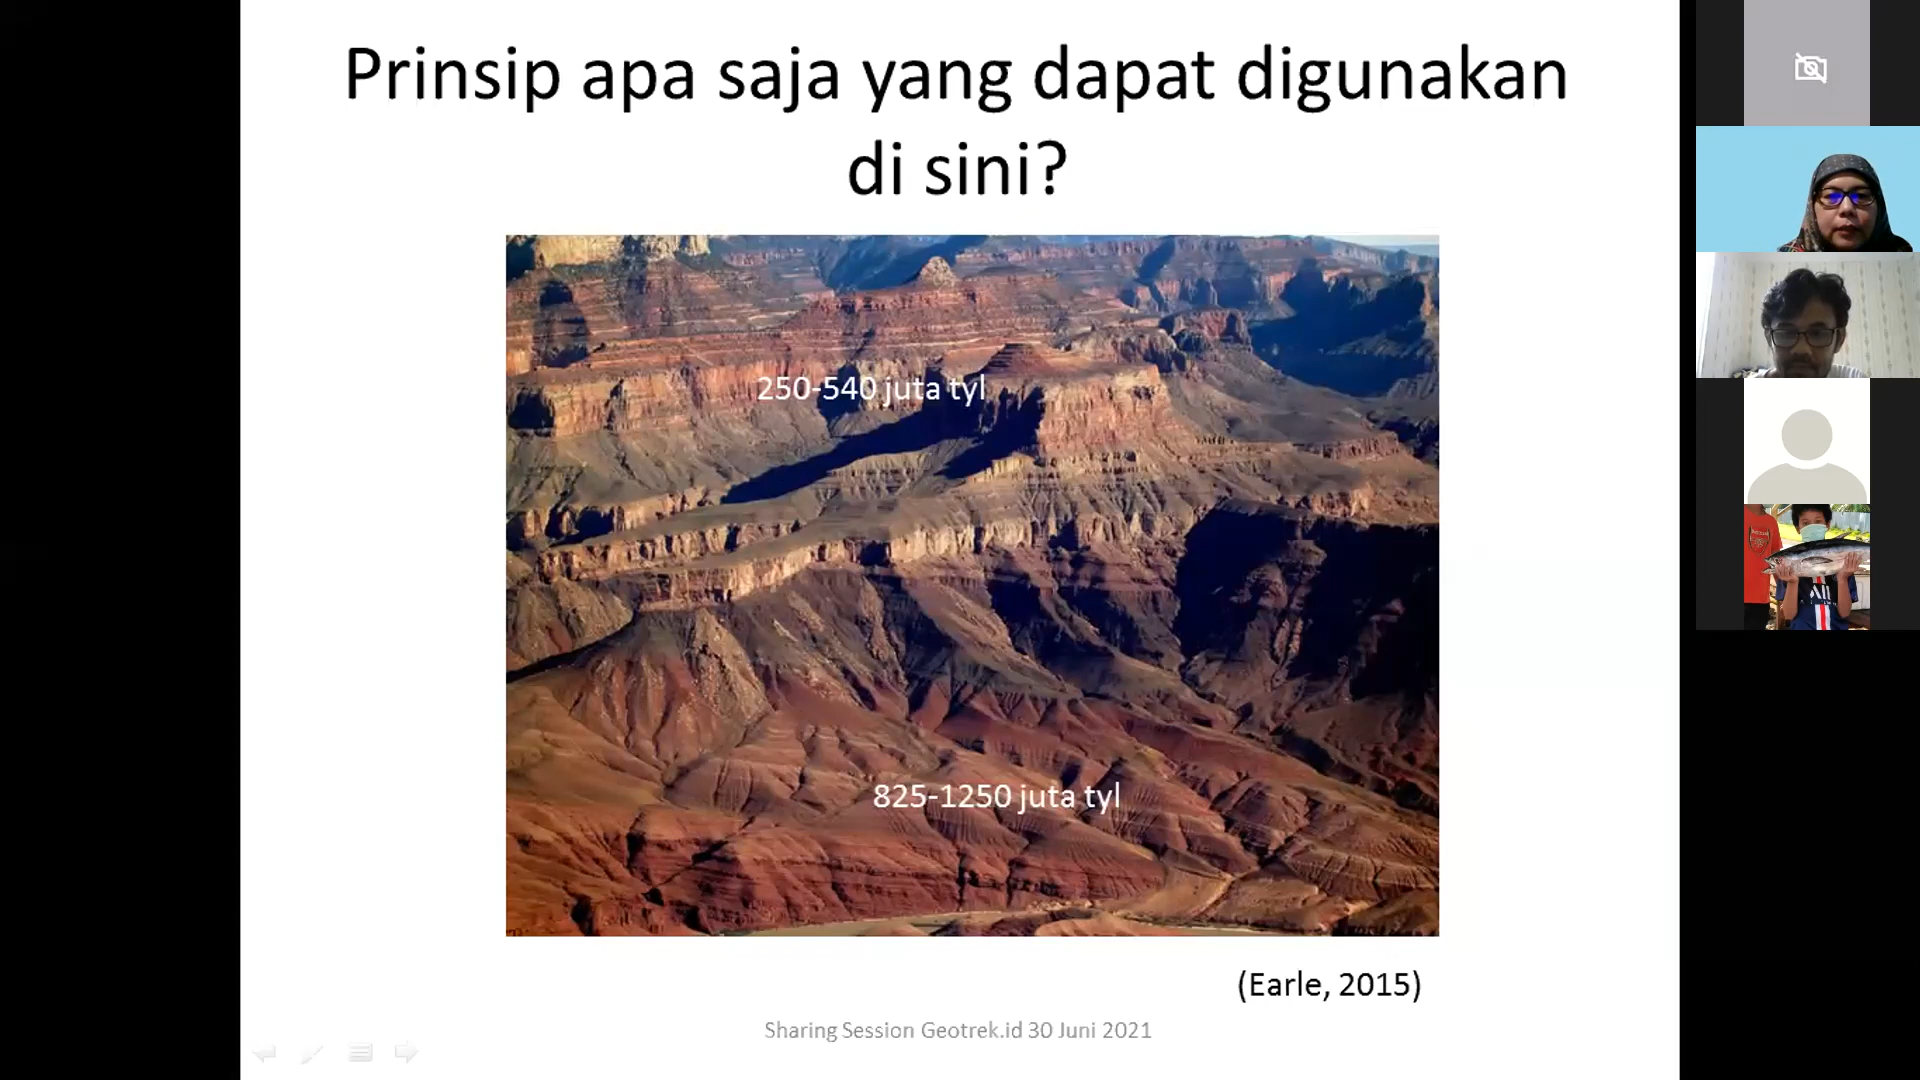 Prinsip apa saja yang dapat digunakan
di sini?
250-540 juta tyl
825-1250 juta tyl
(Earle, 2015)
Sharing Session Geotrek.id 30 Juni 2021